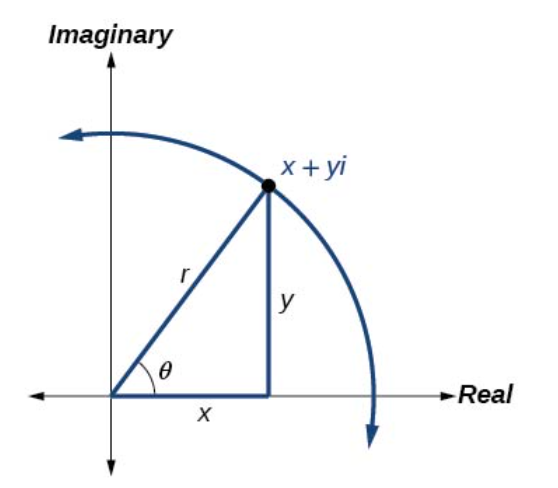 Imaginary
x + yi
r
y
θ
Real
x